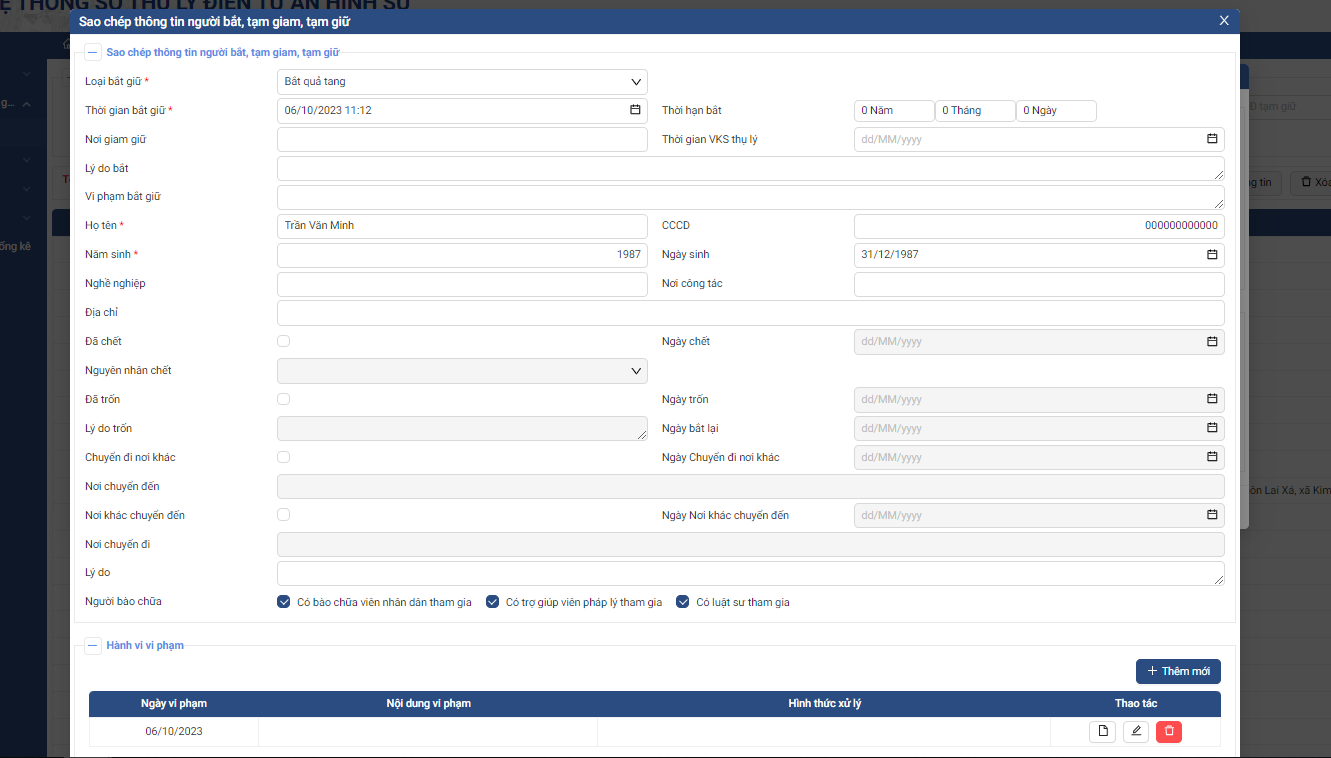 Ệ THỐNG SỐ THỤ LÝ ĐIỆN TỬ ÁN HÌNH SỰ
Sao chép thông tin người bắt, tạm giam, tạm giữ
Sao chép thông tin người bắt, tạm giam, tạm giữ
Loại bắt giữ * Bắt quả tang
Thời gian bắt giữ * 06/10/2023 11:12 Thời hạn bắt 0 Năm 0 Tháng 0 Ngày
g... Đ tạm giữ
Nơi giam giữ Thời gian VKS thụ lý dd/MM/yyyy
Lý do bắt
T ng tin Xóa
Vi phạm bắt giữ
Họ tên * Trần Văn Minh CCCD 000000000000
ống kê
Năm sinh * 1987 Ngày sinh 31/12/1987
Nghề nghiệp Nơi công tác
Địa chỉ
Đã chết Ngày chết dd/MM/yyyy
Nguyên nhân chết
Đã trốn Ngày trốn dd/MM/yyyy
Lý do trốn Ngày bắt lại dd/MM/yyyy
Chuyển đi nơi khác Ngày Chuyển đi nơi khác dd/MM/yyyy
Nơi chuyển đến
ôn Lai Xá, xã Kim
Nơi khác chuyển đến Ngày Nơi khác chuyển đến dd/MM/yyyy
Nơi chuyển đi
Lý do
Người bào chữa Có bào chữa viên nhân dân tham gia Có trợ giúp viên pháp lý tham gia Có luật sư tham gia
Hành vi vi phạm
Thêm mới
Ngày vi phạm Nội dung vi phạm Hình thức xử lý Thao tác
06/10/2023